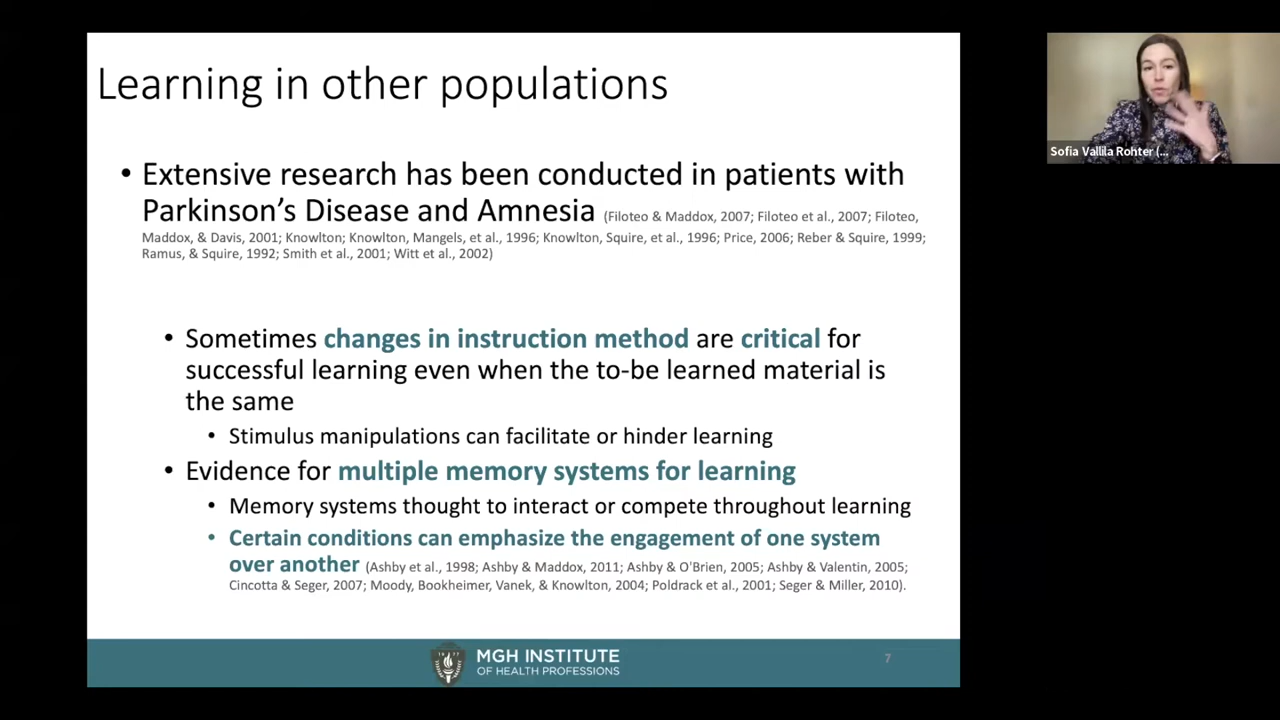 Learning in other populations
• Extensive research has been conducted in patients with
Parkinson's Disease and Amnesia (Filoteo & Maddox, 2007; Filoteo et al., 2007; Filoteo,
Maddox, & Davis, 2001; Knowlton; Knowlton, Mangels, et al., 1996; Knowlton, Squire, et al., 1996; Price, 2006; Reber & Squire, 1999;
Ramus, & Squire, 1992; Smith et al., 2001; Witt et al., 2002)
• Sometimes changes in instruction method are critical for
successful learning even when the to-be learned material is
the same
• Stimulus manipulations can facilitate or hinder learning
• Evidence for multiple memory systems for learning
• Memory systems thought to interact or compete throughout learning
• Certain conditions can emphasize the engagement of one system
over another (Ashby et al., 1998; Ashby & Maddox, 2011; Ashby & O'Brien, 2005; Ashby & Valentin, 2005;
Cincotta & Seger, 2007; Moody, Bookheimer, Vanek, & Knowlton, 2004; Poldrack et al., 2001; Seger & Miller, 2010).
MGH INSTITUTE
OF HEALTH PROFESSIONS
7
Sofia Vallila Rohter (...